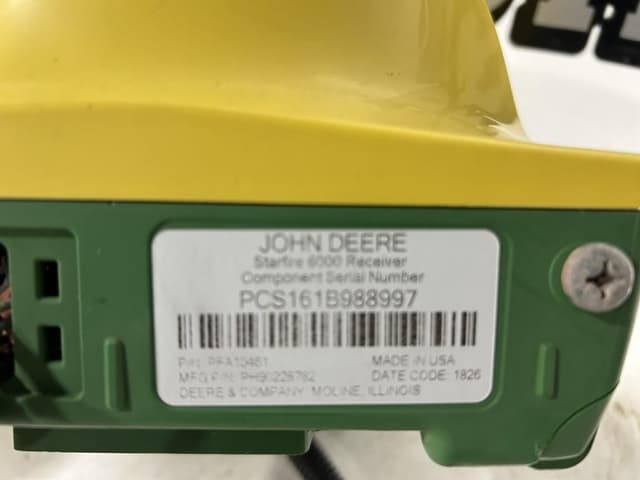 JOHN DEERE
Starfire 6000 Receiver
Component Serial Number
PCS161B988997
P/N: PFA10461
MADE IN USA
MFG P/N: PH90226782
DATE CODE: 1826
DEERE & COMPANY MOLINE, ILLINOIS